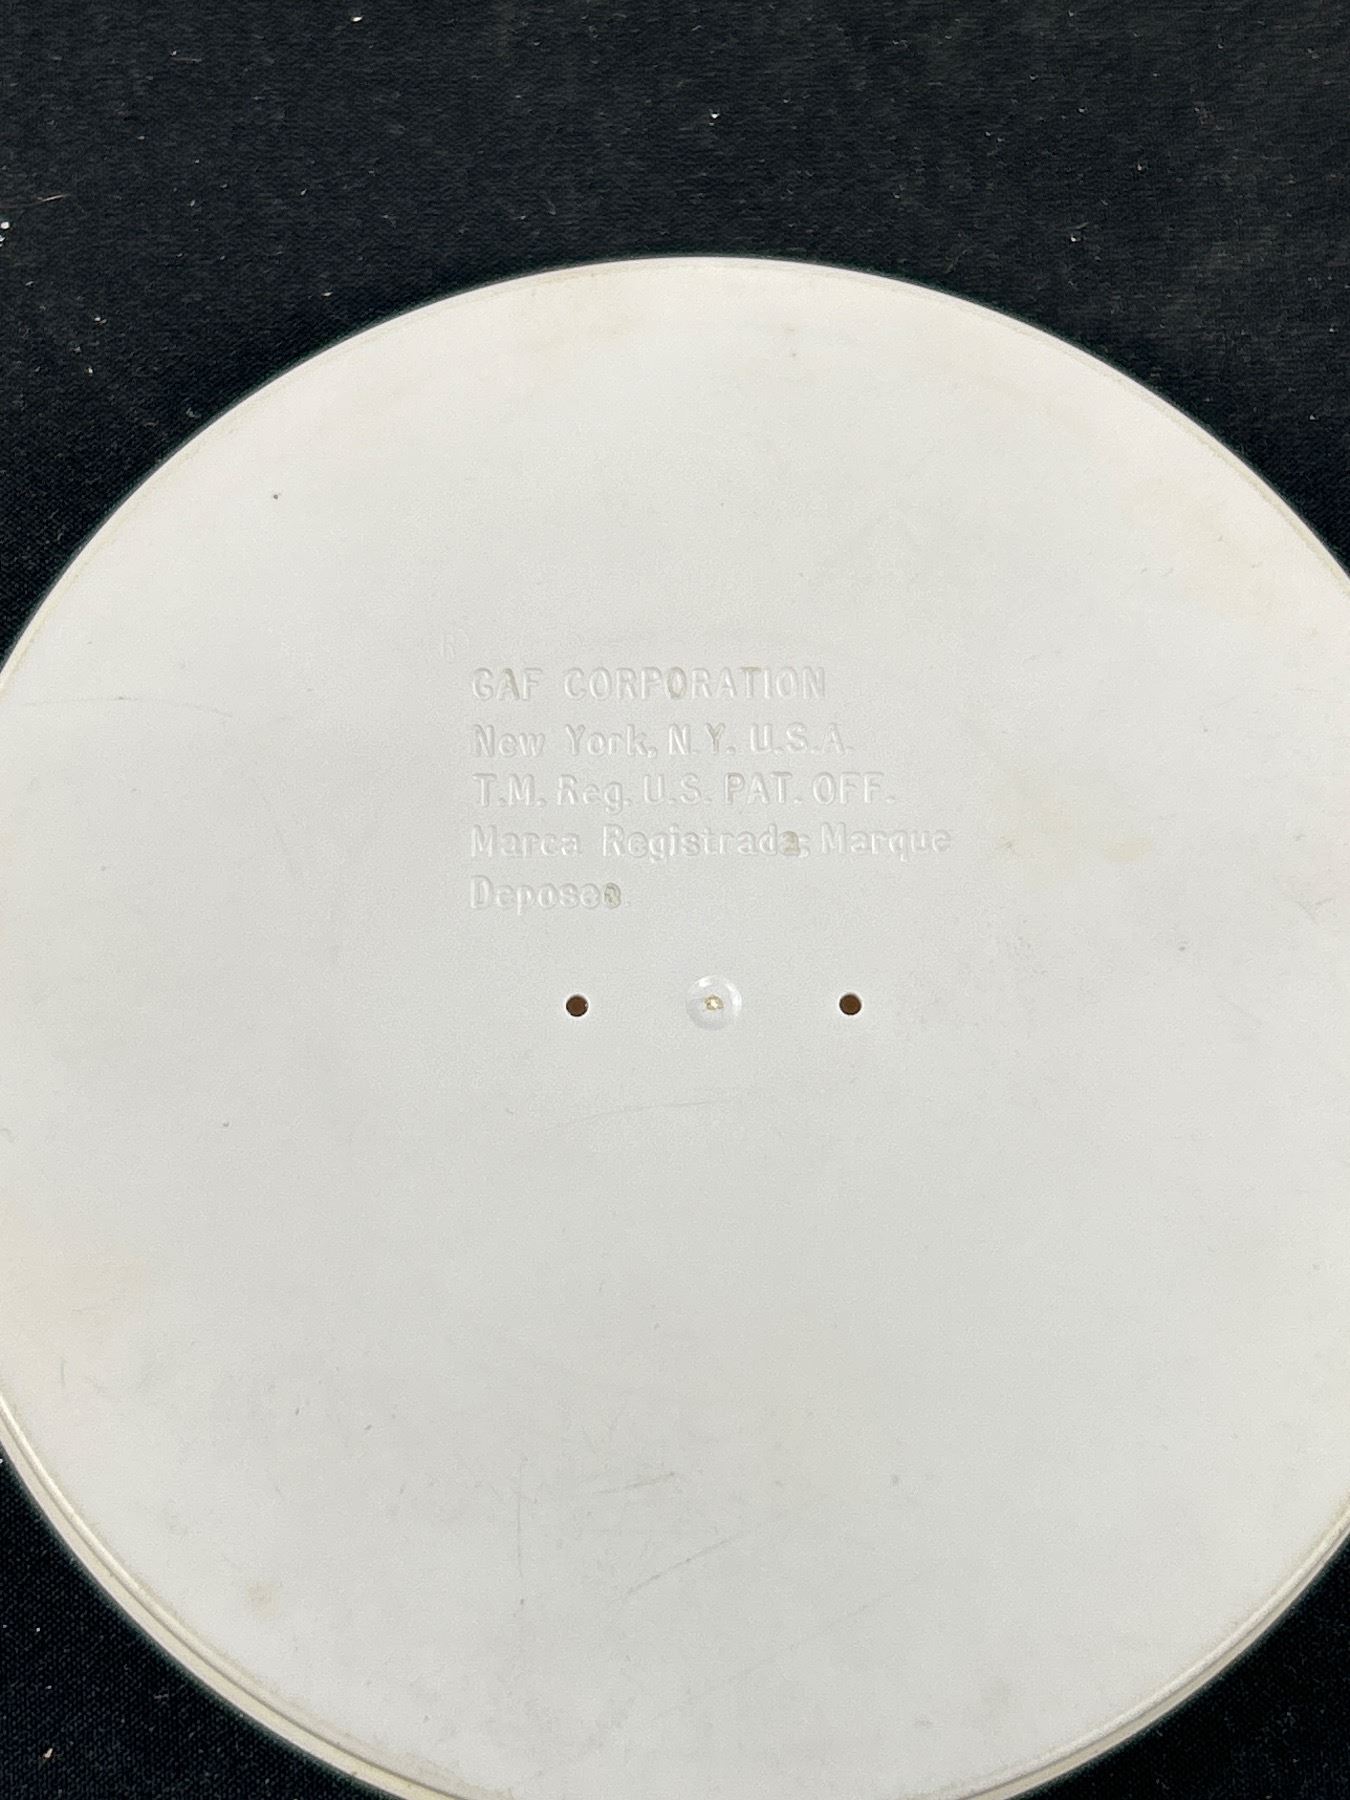 GAF CORPORATION
New York, N.Y. U.S.A.
T.M. Reg. U.S. PAT. OFF.
Marca Registrada; Marque
Deposee